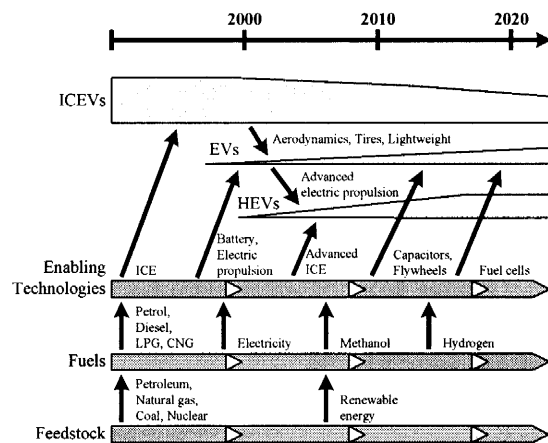 2000 2010 2020
ICEVs
Aerodynamics, Tires, Lightweight
EVs
Advanced
electric propulsion
HEVs
Battery,
Electric
propulsion
Advanced
ICE
Capacitors,
Flywheels
ICE
Fuel cells
Enabling
Technologies
Petrol,
Diesel,
LPG, CNG
Electricity
Methanol
Hydrogen
Fuels
Petroleum,
Natural gas,
Coal, Nuclear
Renewable
energy
Feedstock